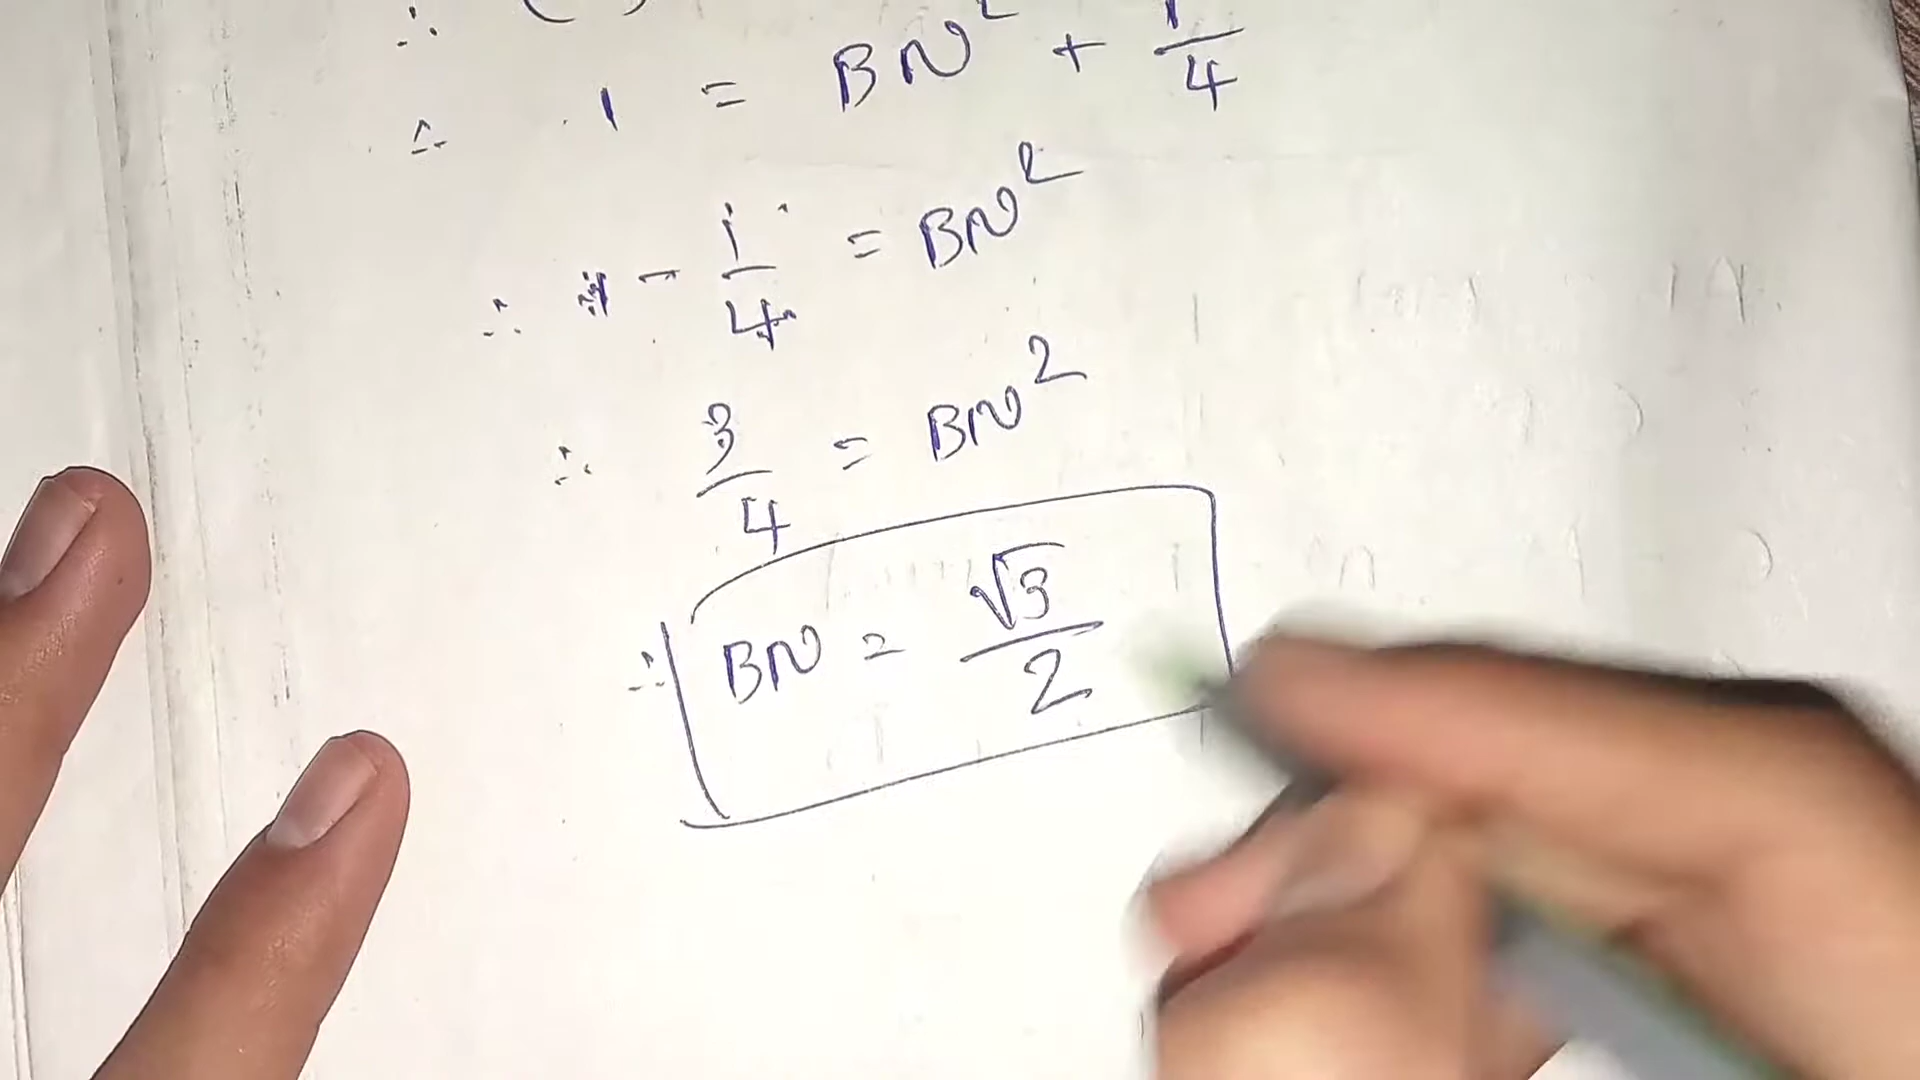 ∴ 1 = BN² + 1/4
∴ 1 - 1/4 = BN²
∴ 3/4 = BN²
∴ BN = √3/2